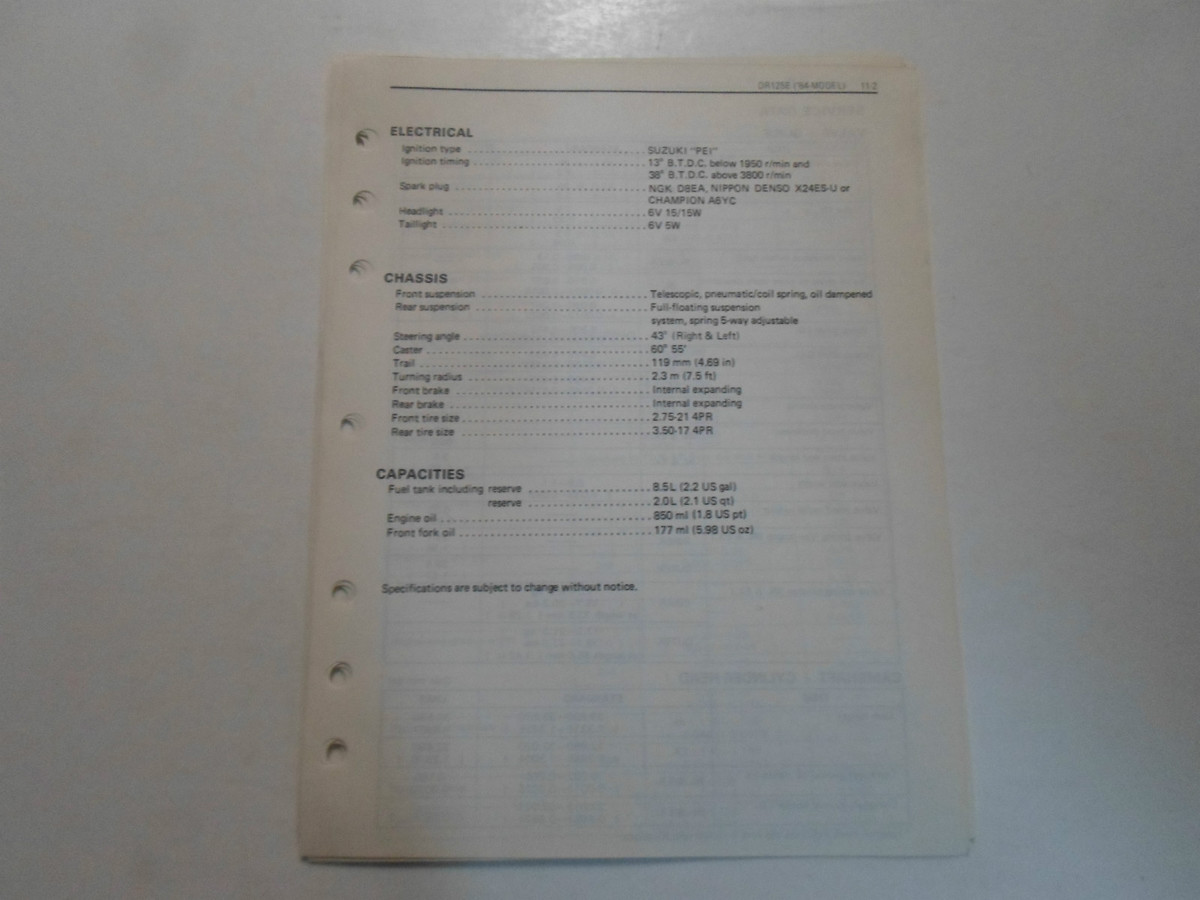 DR125E ('84-MODEL) 11-2
ELECTRICAL
Ignition type SUZUKI "PEI"
Ignition timing 13° B.T.D.C. below 1950 r/min and
38° B.T.D.C. above 3800 r/min
Spark plug NGK D8EA, NIPPON DENSO X24ES-U or
CHAMPION A6YC
Headlight 6V 15/15W
Taillight 6V 5W
CHASSIS
Front suspension Telescopic, pneumatic/coil spring, oil dampened
Rear suspension Full-floating suspension
system, spring 5-way adjustable
Steering angle 43° (Right & Left)
Caster 60° 55'
Trail 119 mm (4.69 in)
Turning radius 2.3 m (7.5 ft)
Front brake Internal expanding
Rear brake Internal expanding
Front tire size 2.75-21 4PR
Rear tire size 3.50-17 4PR
CAPACITIES
Fuel tank including reserve 8.5L (2.2 US gal)
reserve 2.0L (2.1 US qt)
Engine oil 850 ml (1.8 US pt)
Front fork oil 177 ml (5.98 US oz)
Specifications are subject to change without notice.
CAMSHAFT / CYLINDER HEAD